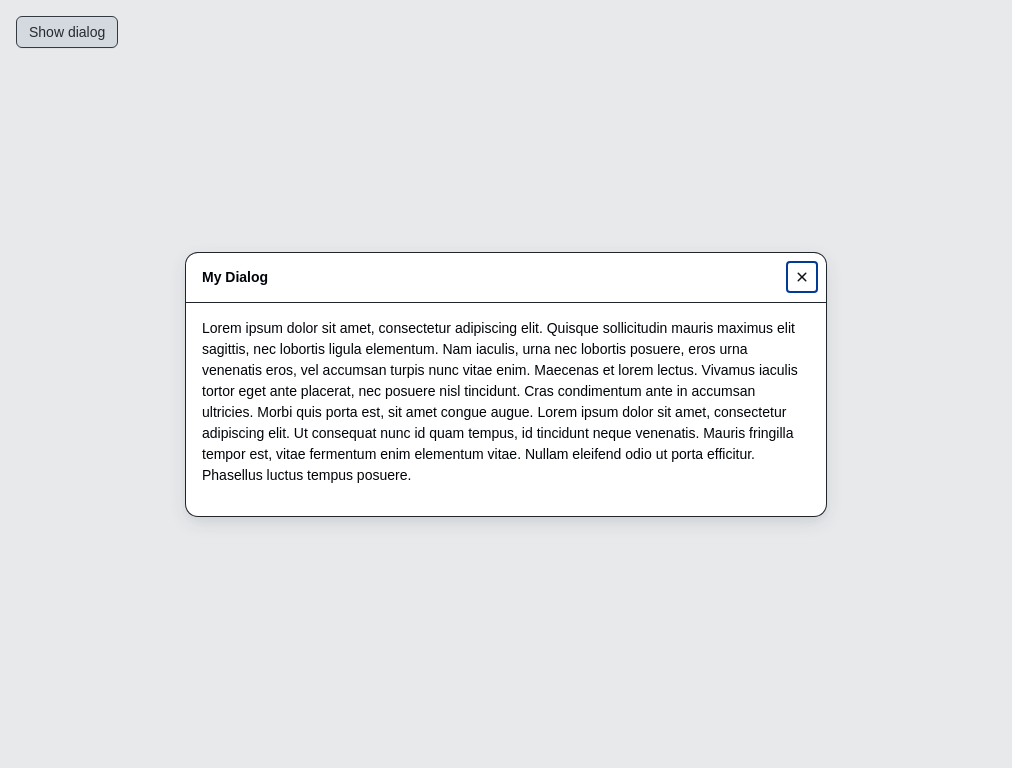 Show dialog
My Dialog
Lorem ipsum dolor sit amet, consectetur adipiscing elit. Quisque sollicitudin mauris maximus elit
sagittis, nec lobortis ligula elementum. Nam iaculis, urna nec lobortis posuere, eros urna
venenatis eros, vel accumsan turpis nunc vitae enim. Maecenas et lorem lectus. Vivamus iaculis
tortor eget ante placerat, nec posuere nisl tincidunt. Cras condimentum ante in accumsan
ultricies. Morbi quis porta est, sit amet congue augue. Lorem ipsum dolor sit amet, consectetur
adipiscing elit. Ut consequat nunc id quam tempus, id tincidunt neque venenatis. Mauris fringilla
tempor est, vitae fermentum enim elementum vitae. Nullam eleifend odio ut porta efficitur.
Phasellus luctus tempus posuere.